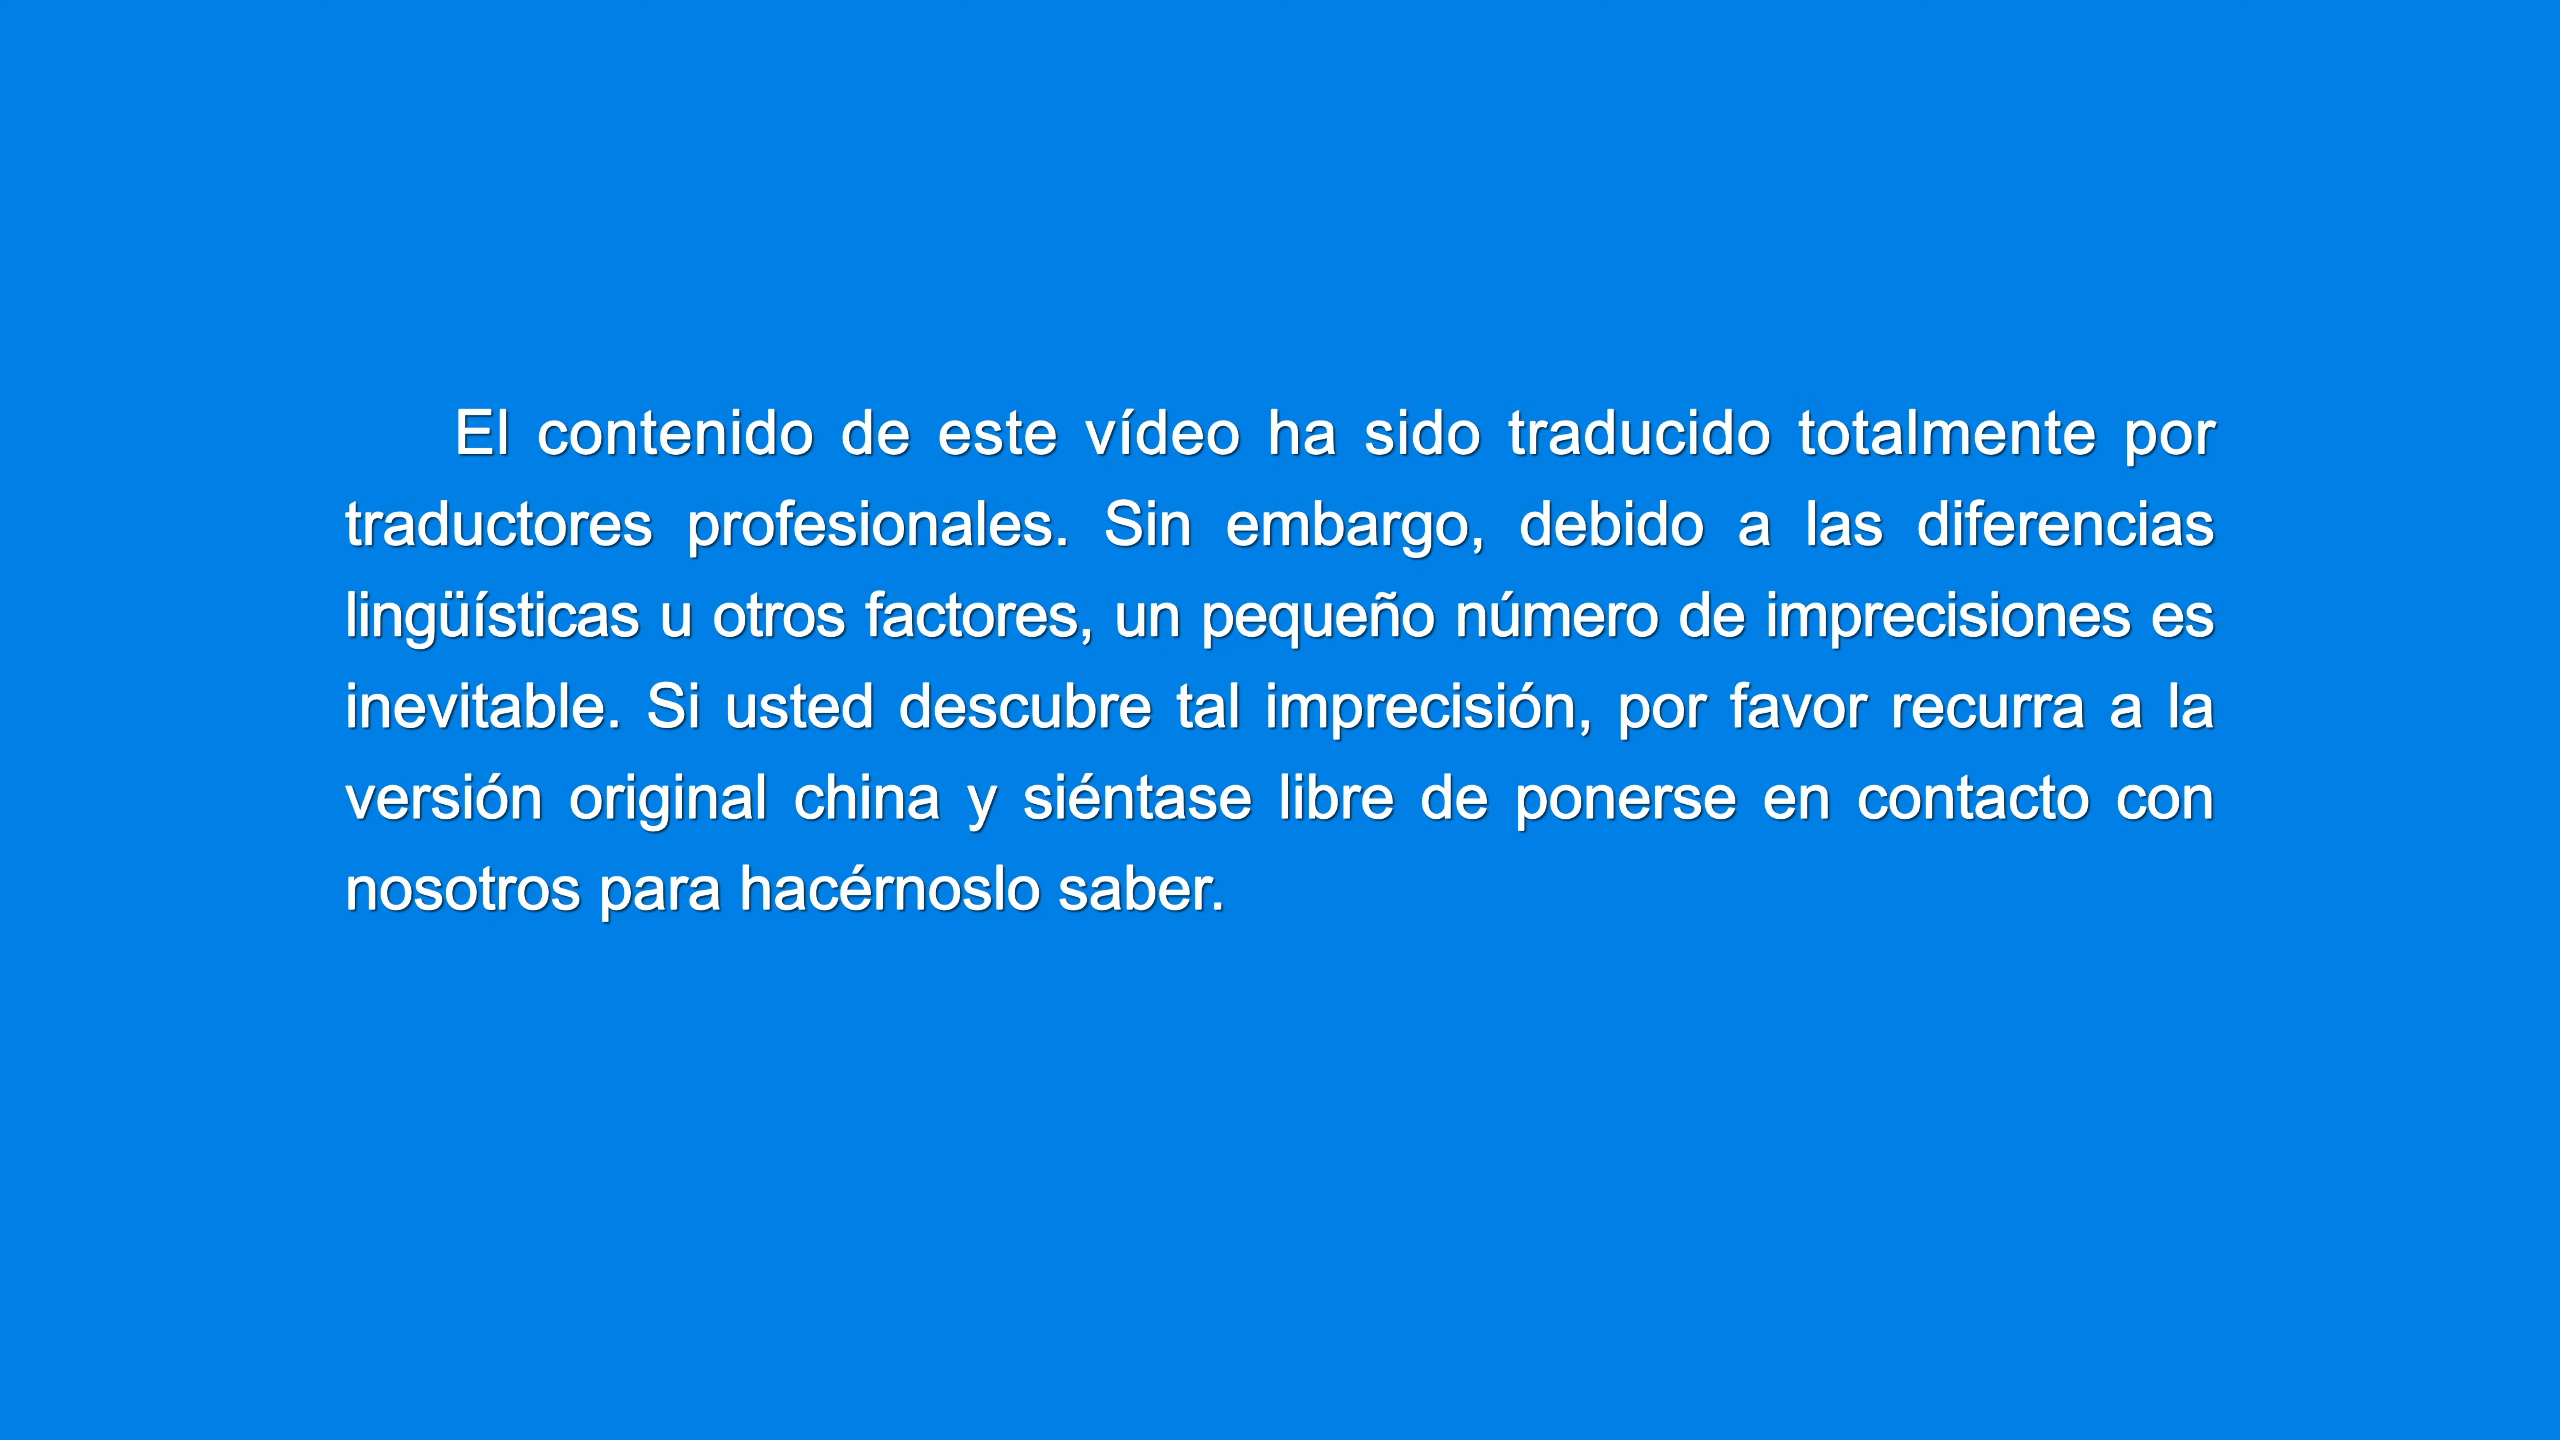 El contenido de este vídeo ha sido traducido totalmente por
traductores profesionales. Sin embargo, debido a las diferencias
lingüísticas u otros factores, un pequeño número de imprecisiones es
inevitable. Si usted descubre tal imprecisión, por favor recurra a la
versión original china y siéntase libre de ponerse en contacto con
nosotros para hacérnoslo saber.